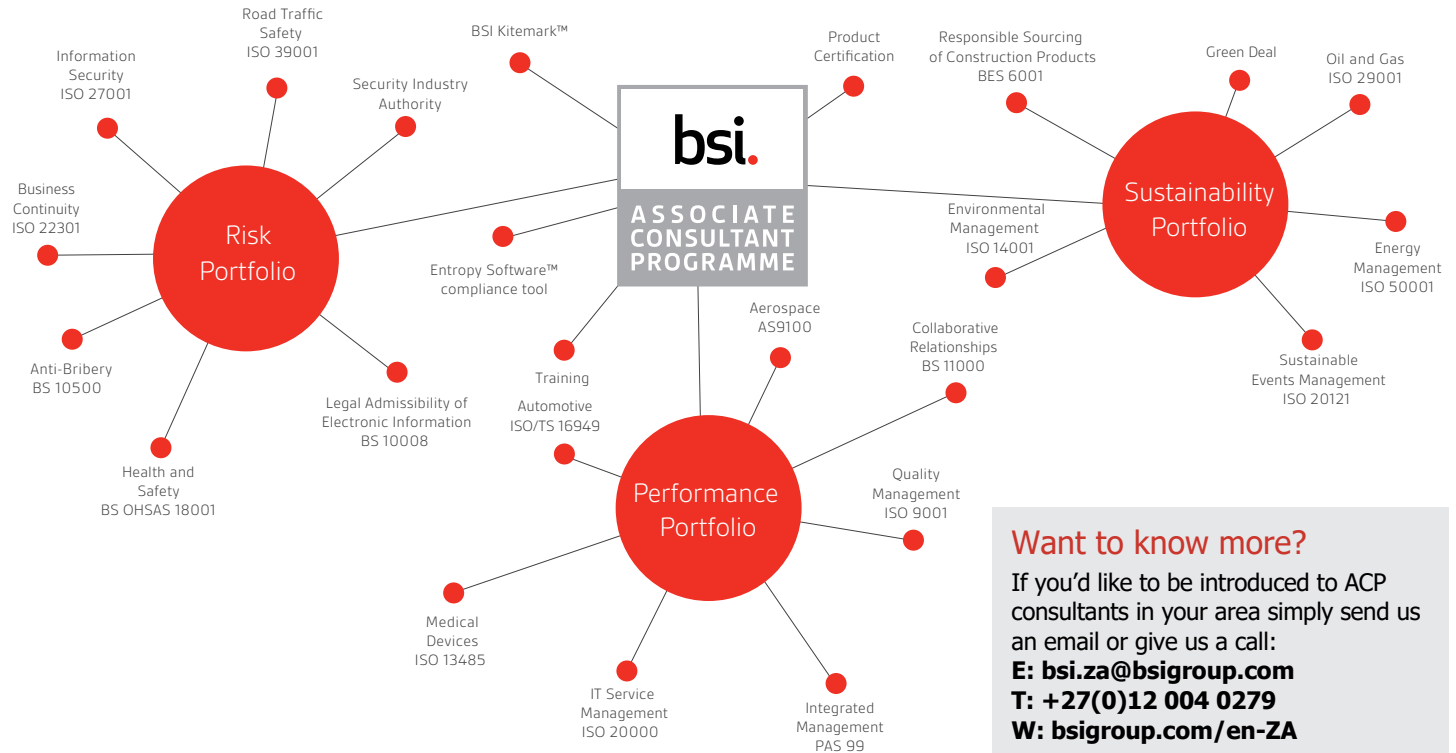 Road Traffic
Safety
ISO 39001
Information
Security
ISO 27001
Security Industry
Authority
Business
Continuity
ISO 22301
Risk
Portfolio
Anti-Bribery
BS 10500
Health and
Safety
BS OHSAS 18001
Legal Admissibility of
Electronic Information
BS 10008
BSI Kitemark™
Product
Certification
bsi.
ASSOCIATE
CONSULTANT
PROGRAMME
Entropy Software™
compliance tool
Training
Automotive
ISO/TS 16949
Aerospace
AS9100
Collaborative
Relationships
BS 11000
Performance
Portfolio
Quality
Management
ISO 9001
Medical
Devices
ISO 13485
IT Service
Management
ISO 20000
Integrated
Management
PAS 99
Responsible Sourcing
of Construction Products
BES 6001
Green Deal
Oil and Gas
ISO 29001
Sustainability
Portfolio
Environmental
Management
ISO 14001
Energy
Management
ISO 50001
Sustainable
Events Management
ISO 20121
Want to know more?
If you’d like to be introduced to ACP
consultants in your area simply send us
an email or give us a call:
E: bsi.za@bsigroup.com
T: +27(0)12 004 0279
W: bsigroup.com/en-ZA